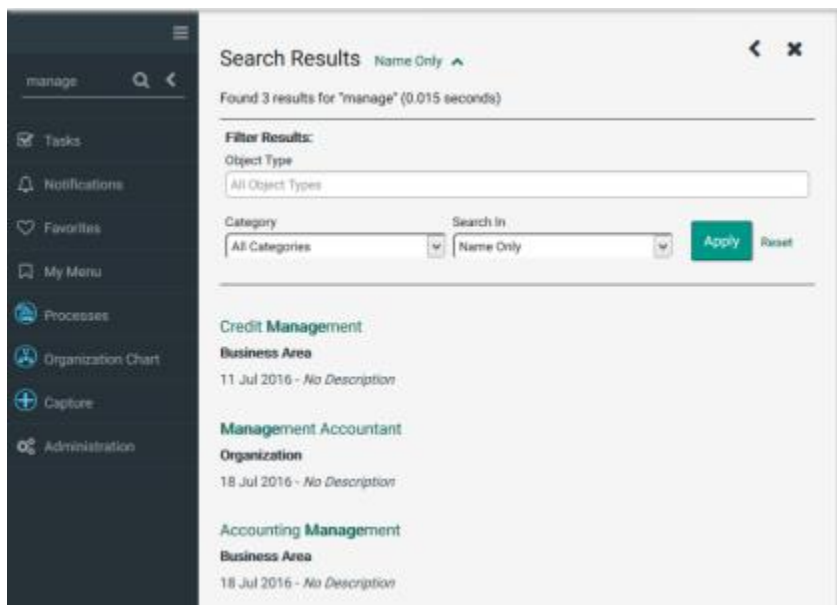 manage
Tasks
Notifications
Favorites
My Menu
Processes
Organization Chart
Capture
Administration
Search Results Name Only
Found 3 results for "manage" (0.015 seconds)
Filter Results:
Object Type
All Object Types
Category Search In
All Categories Name Only Apply Reset
Credit Management
Business Area
11 Jul 2016 - No Description
Management Accountant
Organization
18 Jul 2016 - No Description
Accounting Management
Business Area
18 Jul 2016 - No Description